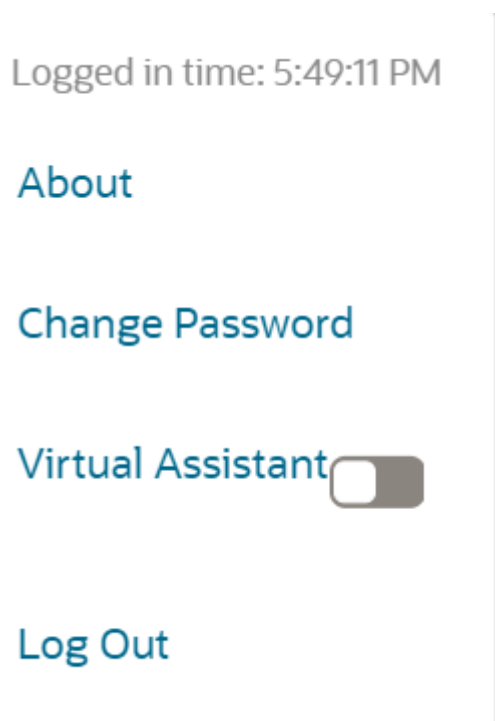 Logged in time: 5:49:11 PM
About
Change Password
Virtual Assistant
Log Out